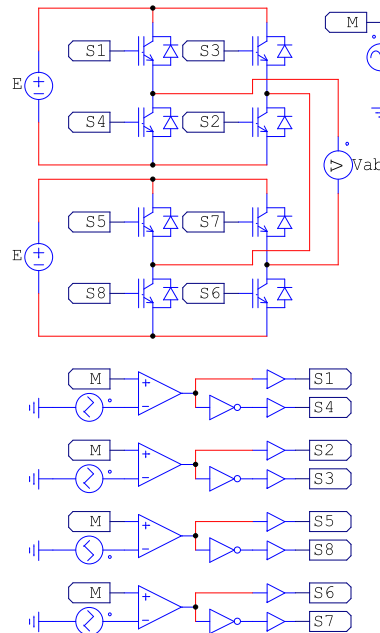 M
S1 S3
E
S4 S2
V Vab
S5 S7
E
S8 S6
M S1
S4
M S2
S3
M S5
S8
M S6
S7